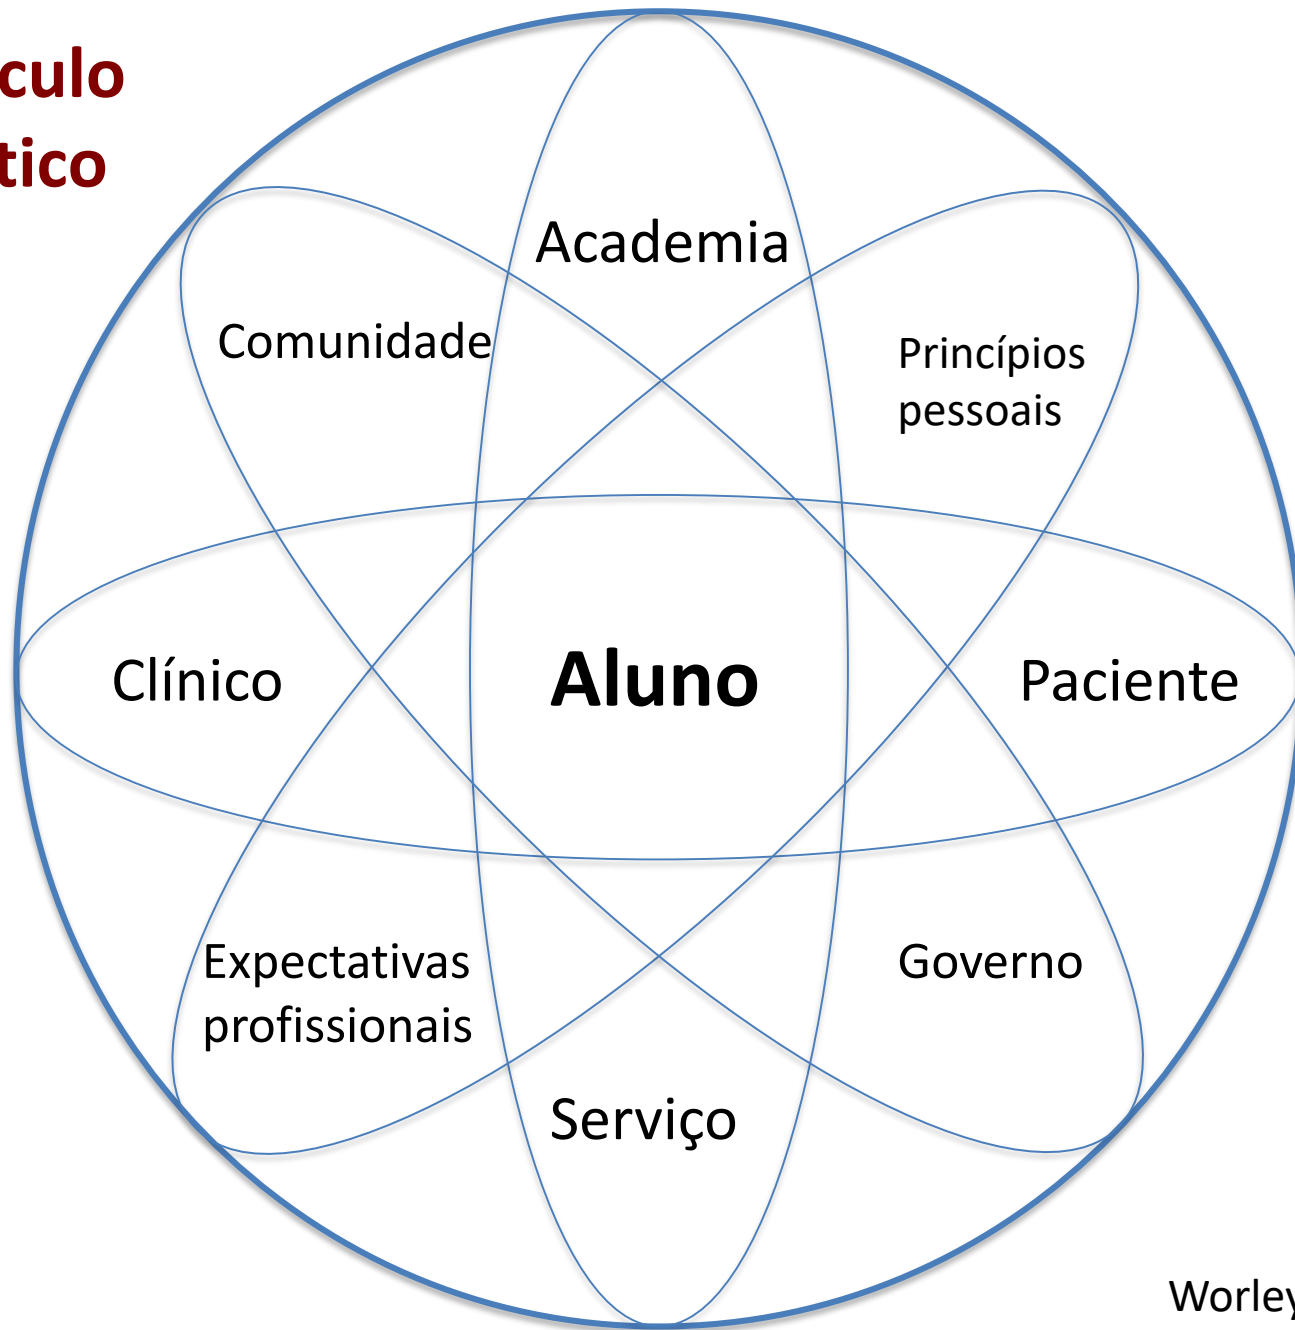 culo
tico
Academia
Comunidade
Princípios
pessoais
Clínico
Aluno
Paciente
Expectativas
profissionais
Governo
Serviço
Worley